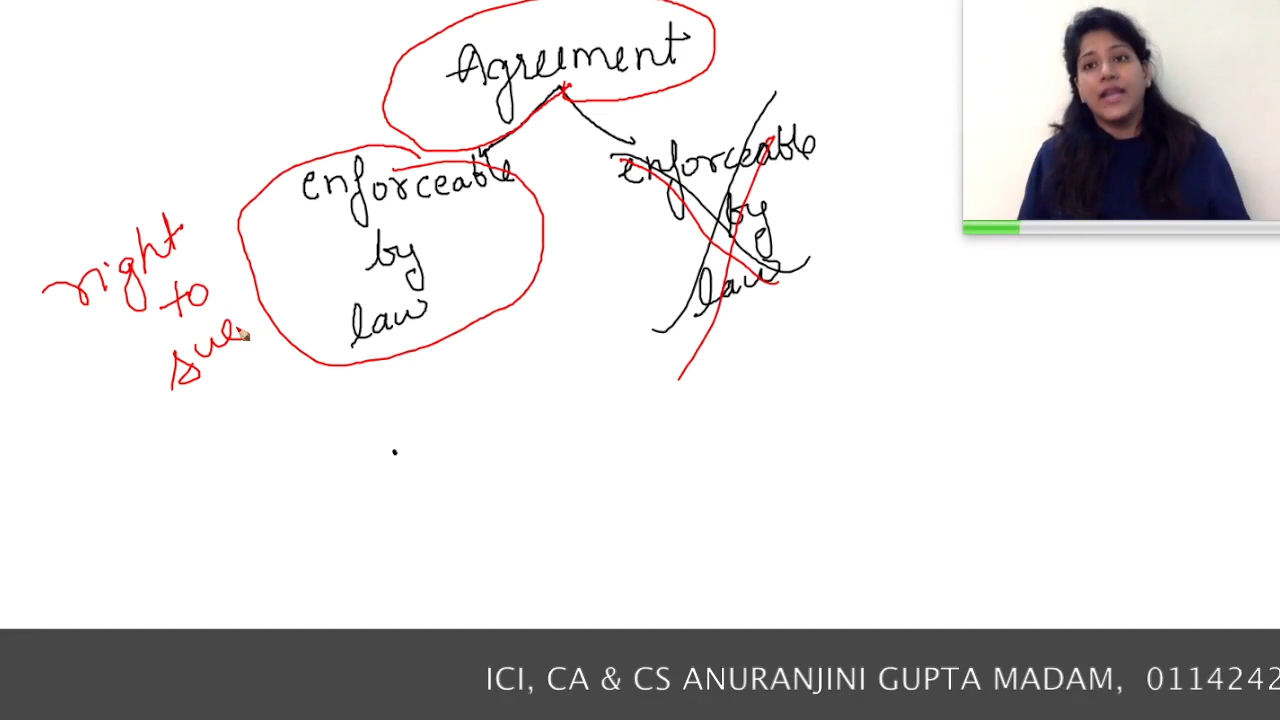 Agreement
enforceable
by
law
enforceable
by
law
right
to
sue
ICI, CA & CS ANURANJINI GUPTA MADAM, 0114242